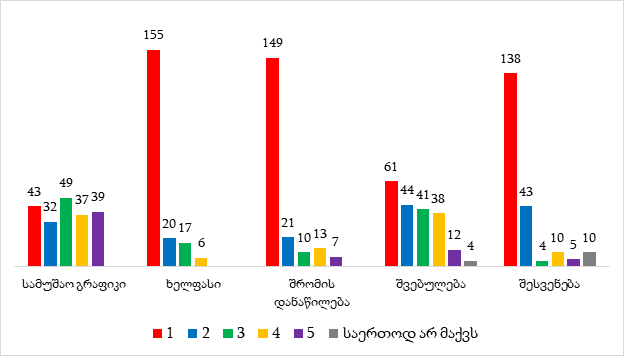 155
149
138
61
43 32 49 37 39
20 17 6
21 10 13 7
44 41 38 12 4
43 4 10 5 10
სამუშაო გრაფიკი ხელფასი შრომის შვებულება შესვენება
დანაწილება
1 2 3 4 5 საერთოდ არ მაქვს